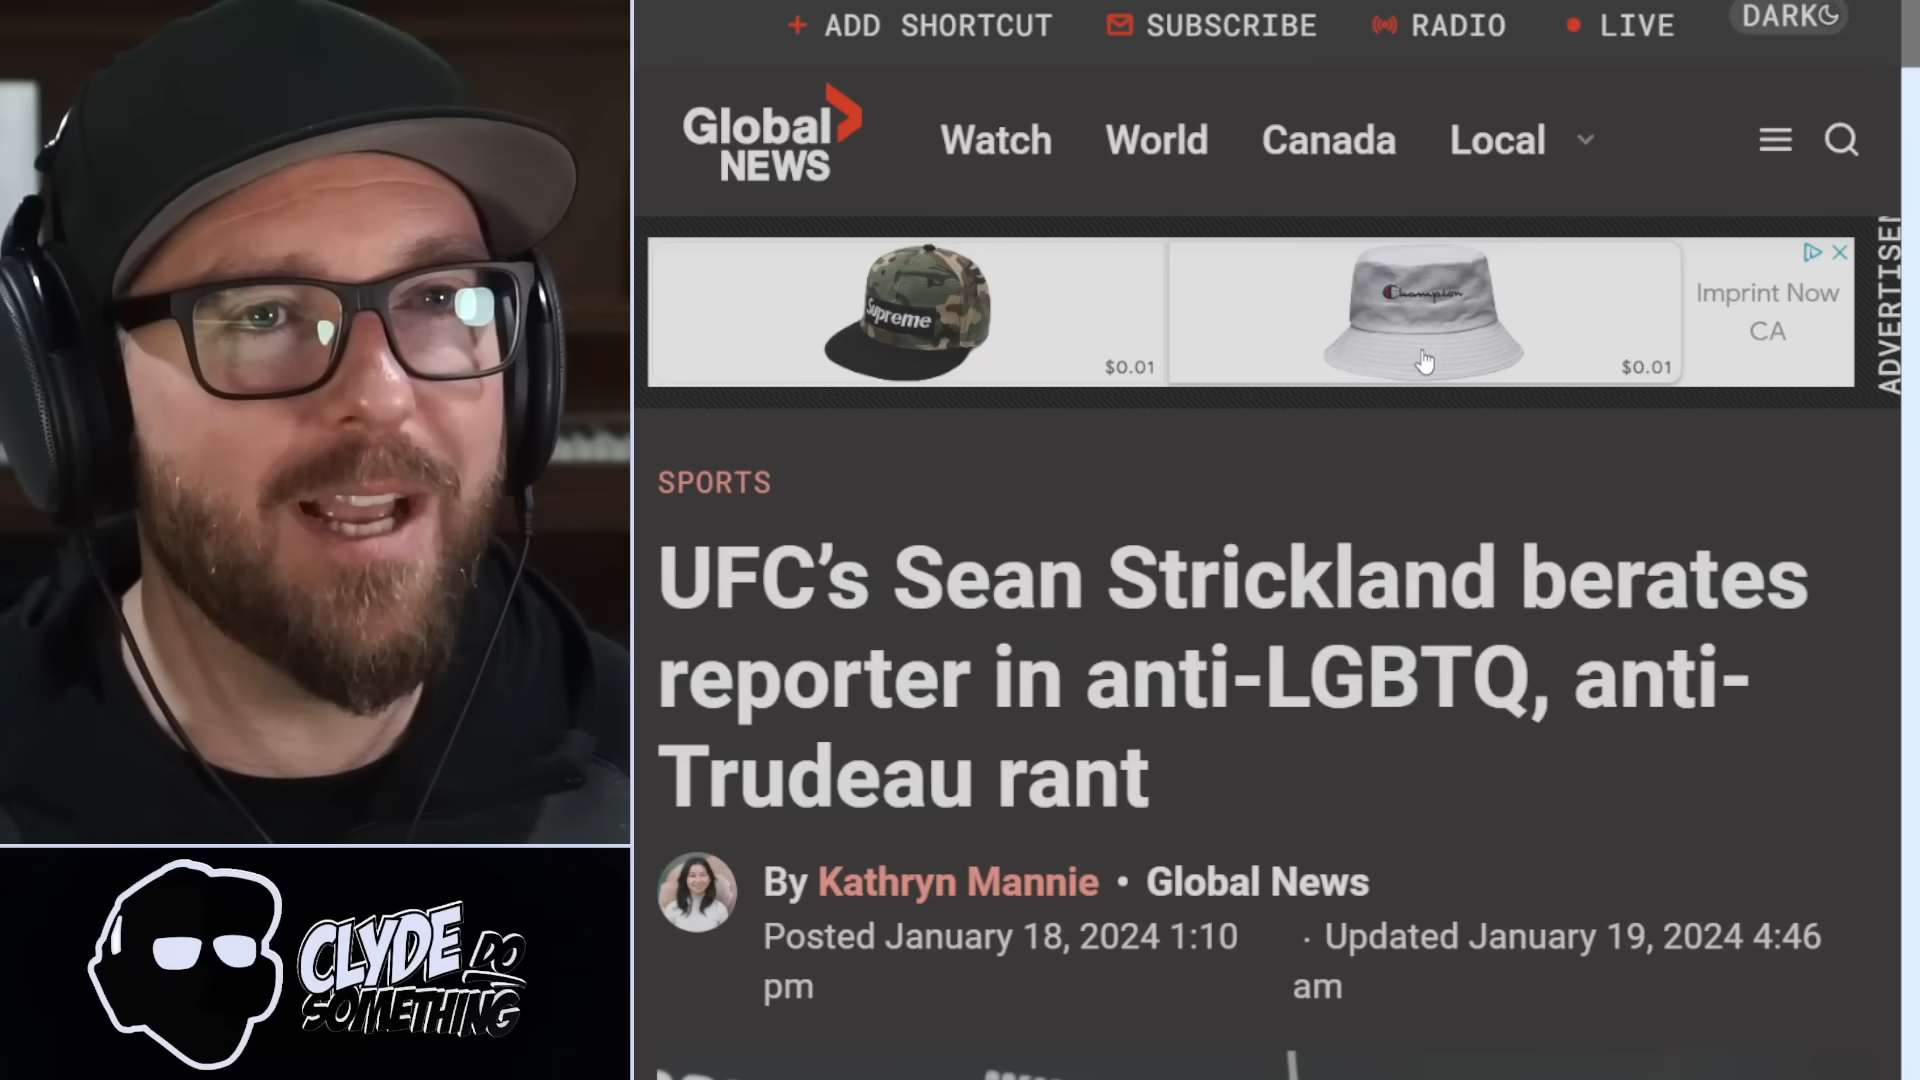 ADD SHORTCUT
SUBSCRIBE
RADIO
LIVE
DARK
Global
NEWS
Watch
World
Canada
Local
Supreme
$0.01
Champion
$0.01
Imprint Now
CA
SPORTS
UFC’s Sean Strickland berates
reporter in anti-LGBTQ, anti-
Trudeau rant
By Kathryn Mannie • Global News
Posted January 18, 2024 1:10
pm
· Updated January 19, 2024 4:46
am
CLYDE DO
SOMETHING